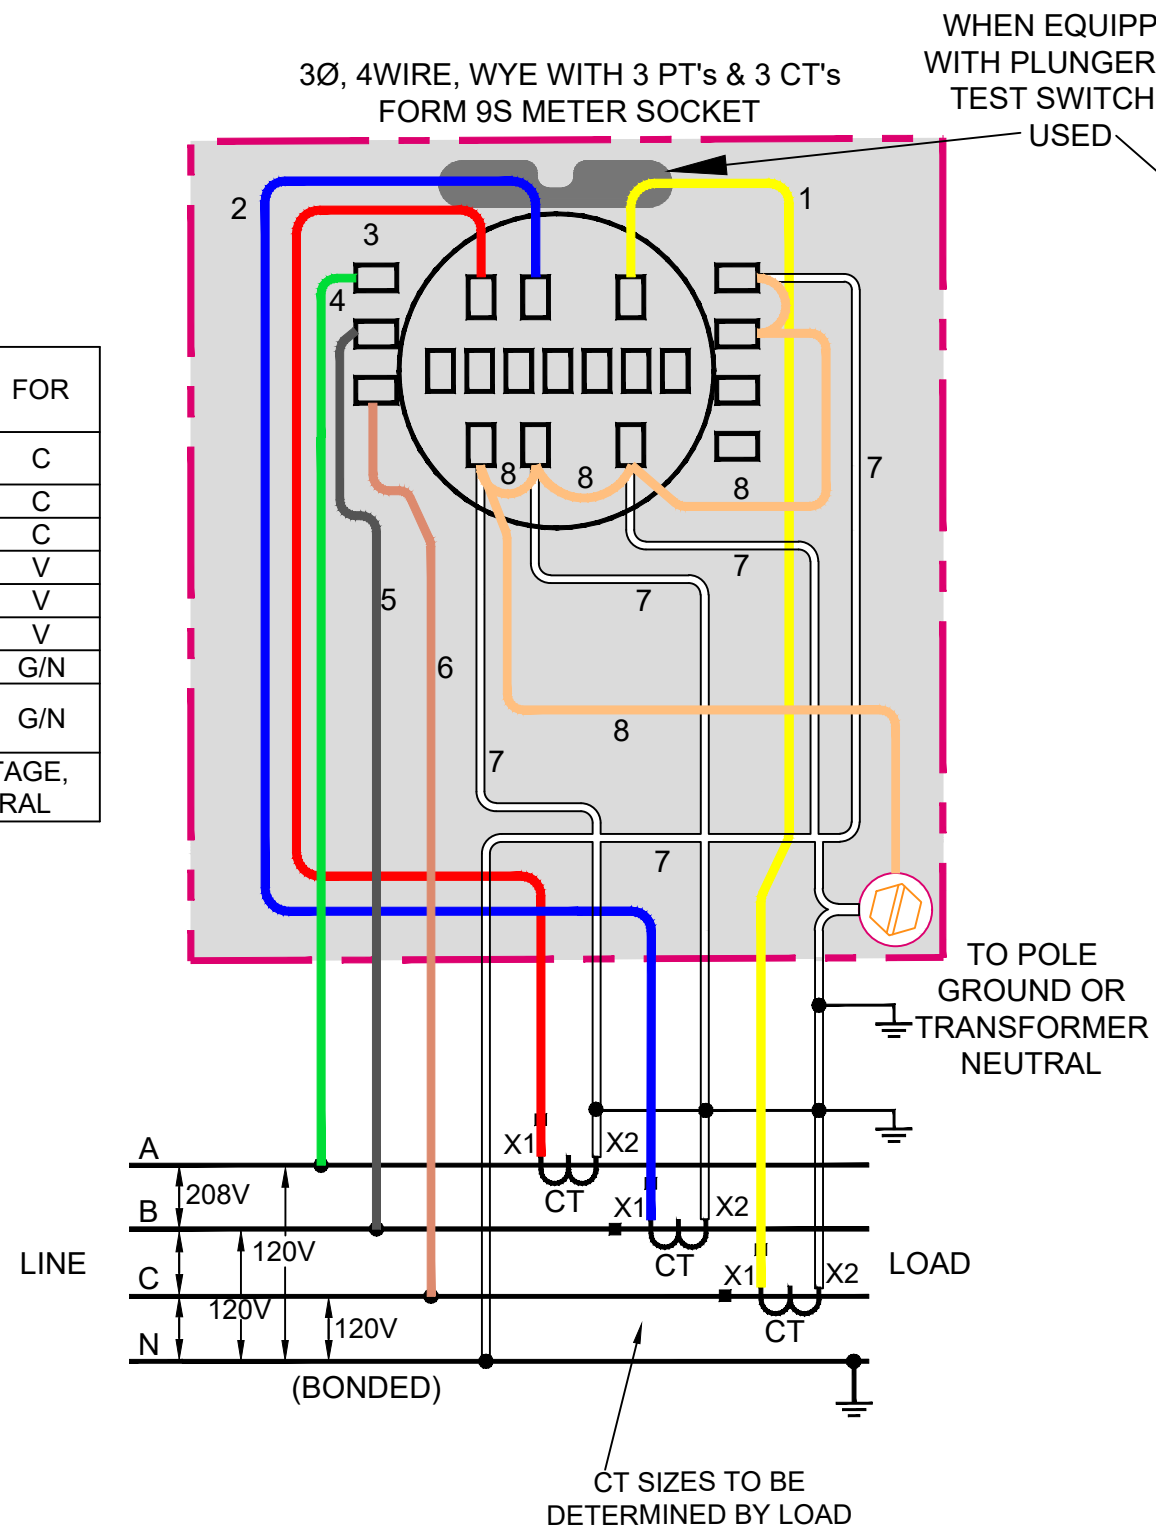 WHEN EQUIPP
WITH PLUNGER
TEST SWITCH
USED
3Ø, 4WIRE, WYE WITH 3 PT's & 3 CT's
FORM 9S METER SOCKET
2
1
3
4
FOR
C
C
C
V
V
V
G/N
G/N
TAGE,
RAL
7
8
8
8
7
7
5
6
8
7
7
TO POLE
GROUND OR
TRANSFORMER
NEUTRAL
A
X1
X2
CT
208V
B
X1
X2
CT
120V
LINE
LOAD
C
X1
X2
CT
120V
120V
N
(BONDED)
CT SIZES TO BE
DETERMINED BY LOAD